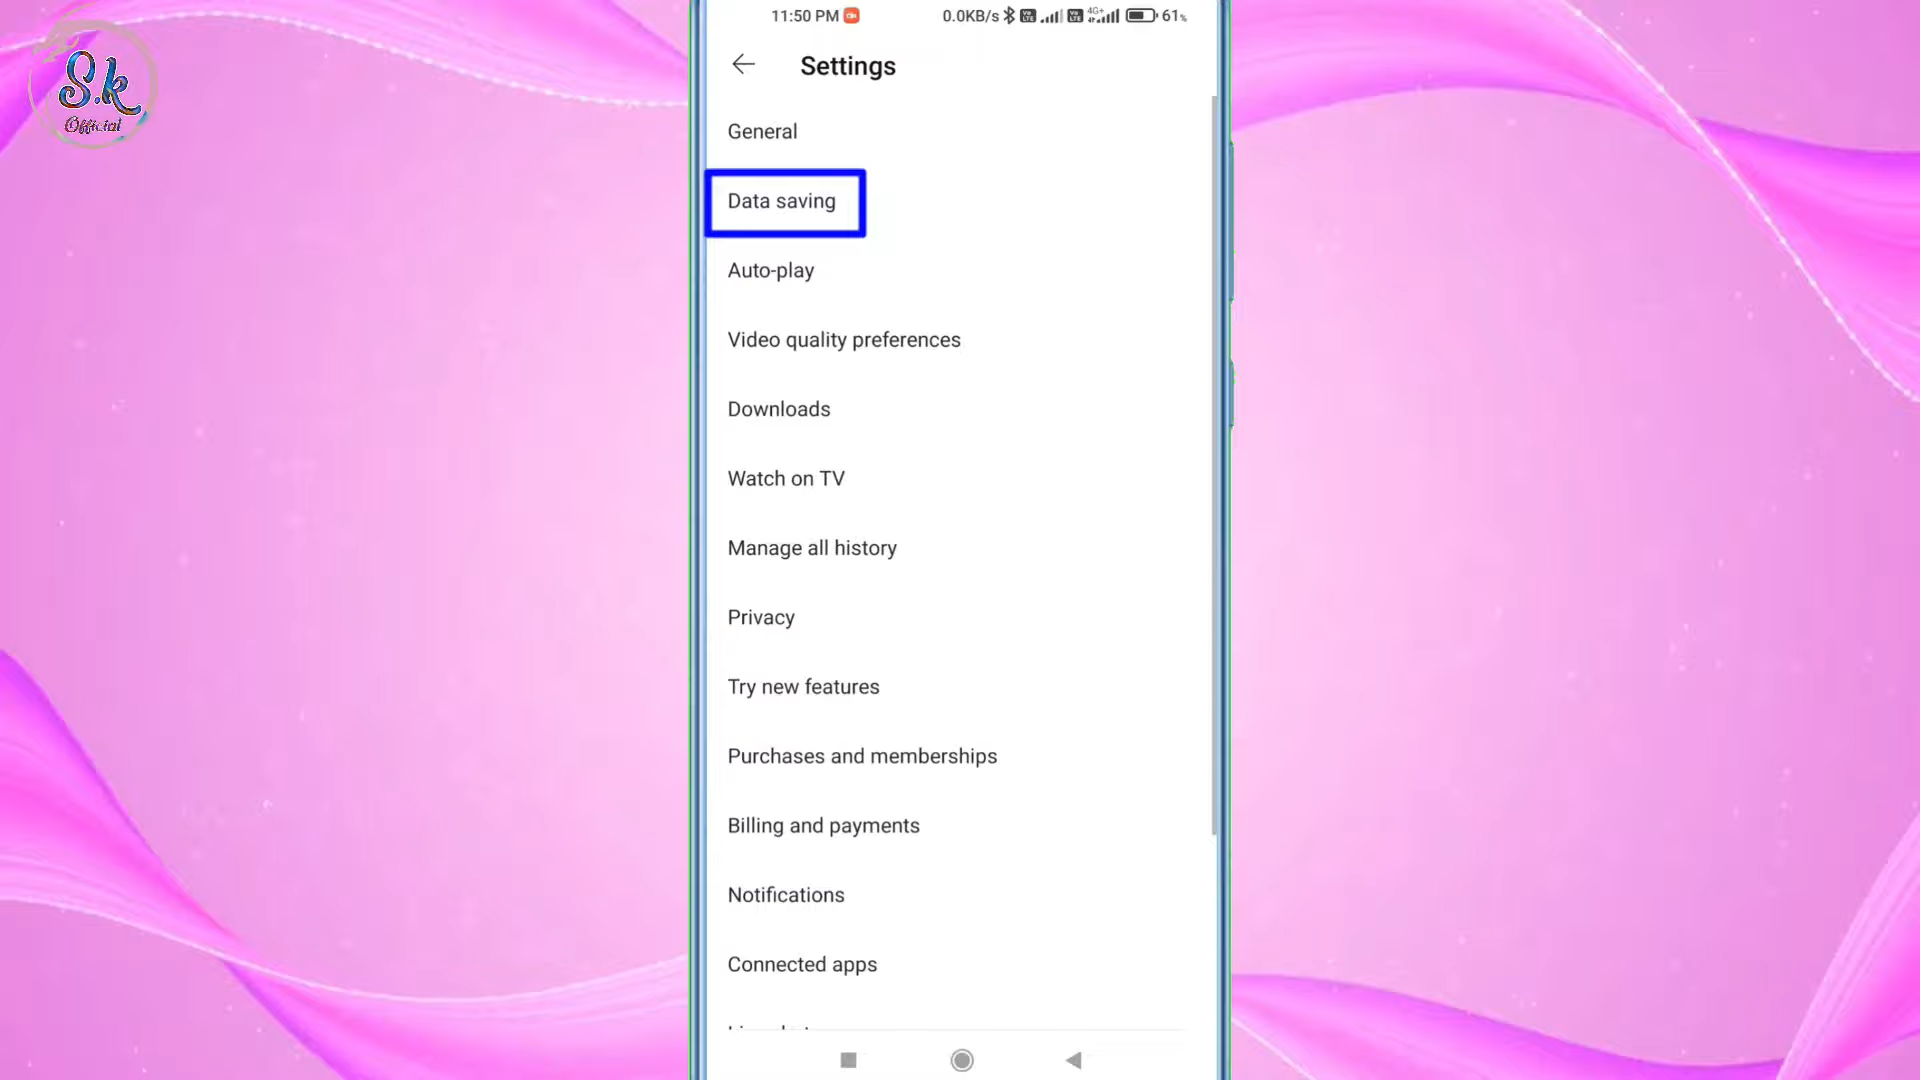 S.k
Official
11:50 PM 0.0KB/s 4G+ 61%
Settings
General
Data saving
Auto-play
Video quality preferences
Downloads
Watch on TV
Manage all history
Privacy
Try new features
Purchases and memberships
Billing and payments
Notifications
Connected apps